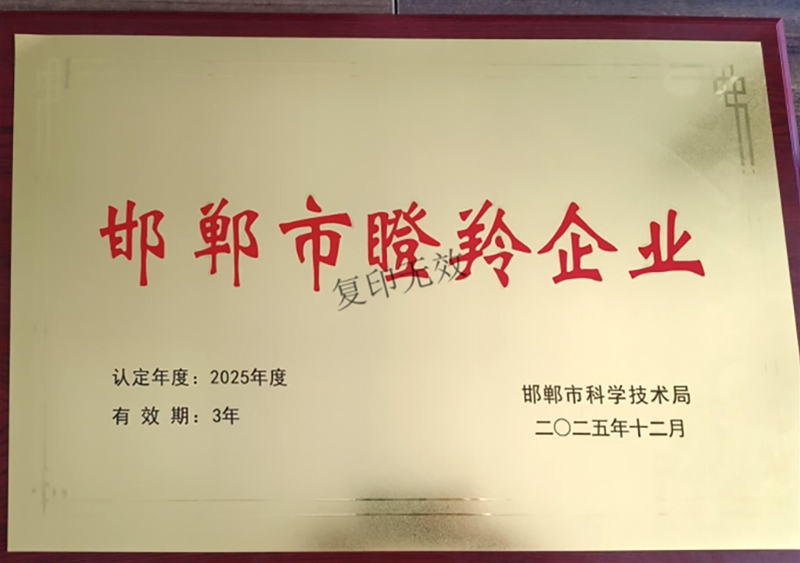 邯郸市瞪羚企业
复印无效
认定年度：2025年度
有 效 期：3年
邯郸市科学技术局
二〇二五年十二月